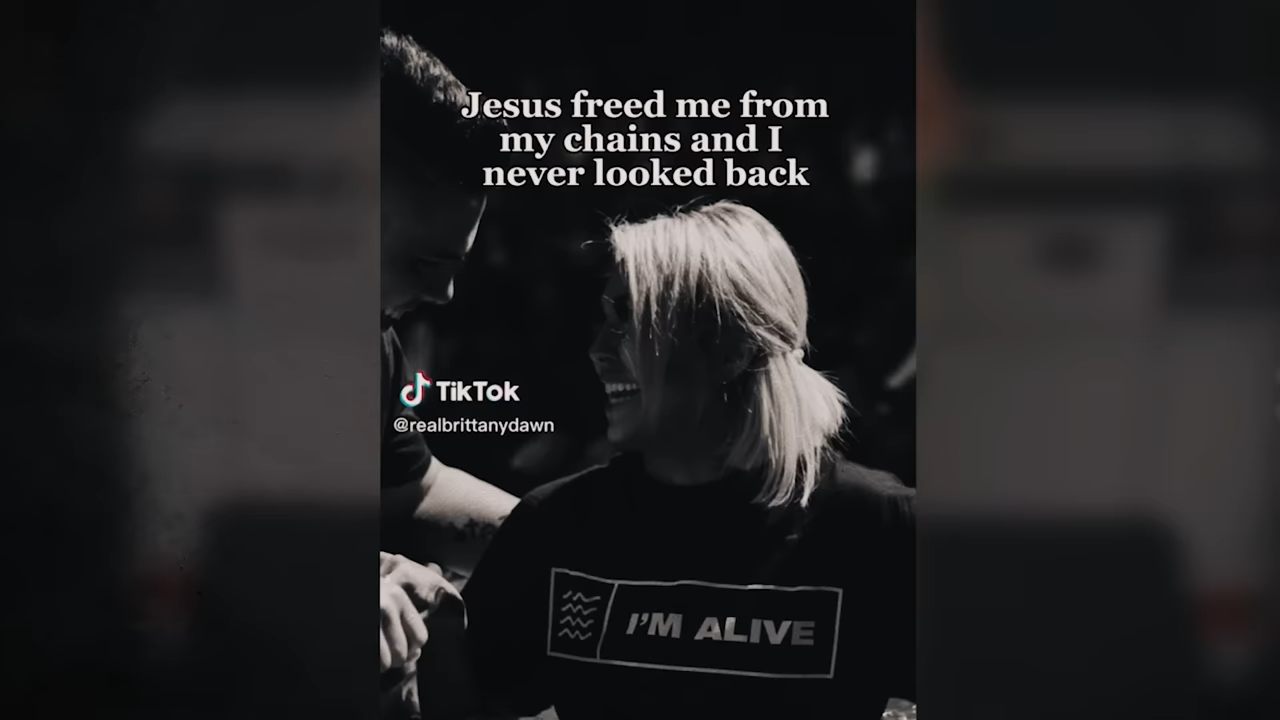 Jesus freed me from
my chains and I
never looked back
TikTok
@realbrittanydawn
I'M ALIVE